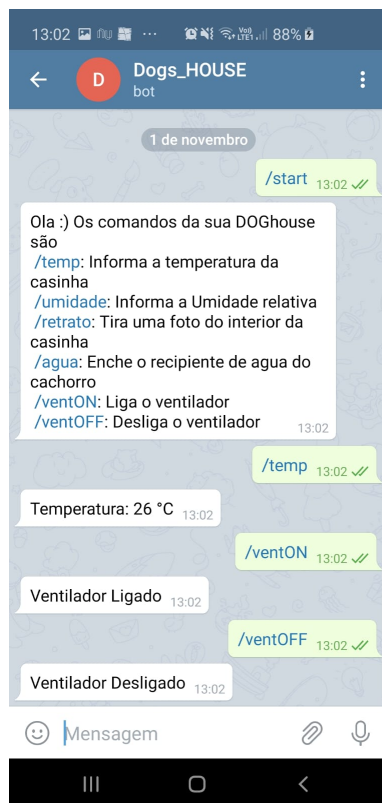 13:02 88%
Dogs_HOUSE
bot
1 de novembro
/start 13:02
Ola :) Os comandos da sua DOGhouse
são
/temp: Informa a temperatura da
casinha
/umidade: Informa a Umidade relativa
/retrato: Tira uma foto do interior da
casinha
/agua: Enche o recipiente de agua do
cachorro
/ventON: Liga o ventilador
/ventOFF: Desliga o ventilador 13:02
/temp 13:02
Temperatura: 26 °C 13:02
/ventON 13:02
Ventilador Ligado 13:02
/ventOFF 13:02
Ventilador Desligado 13:02
Mensagem